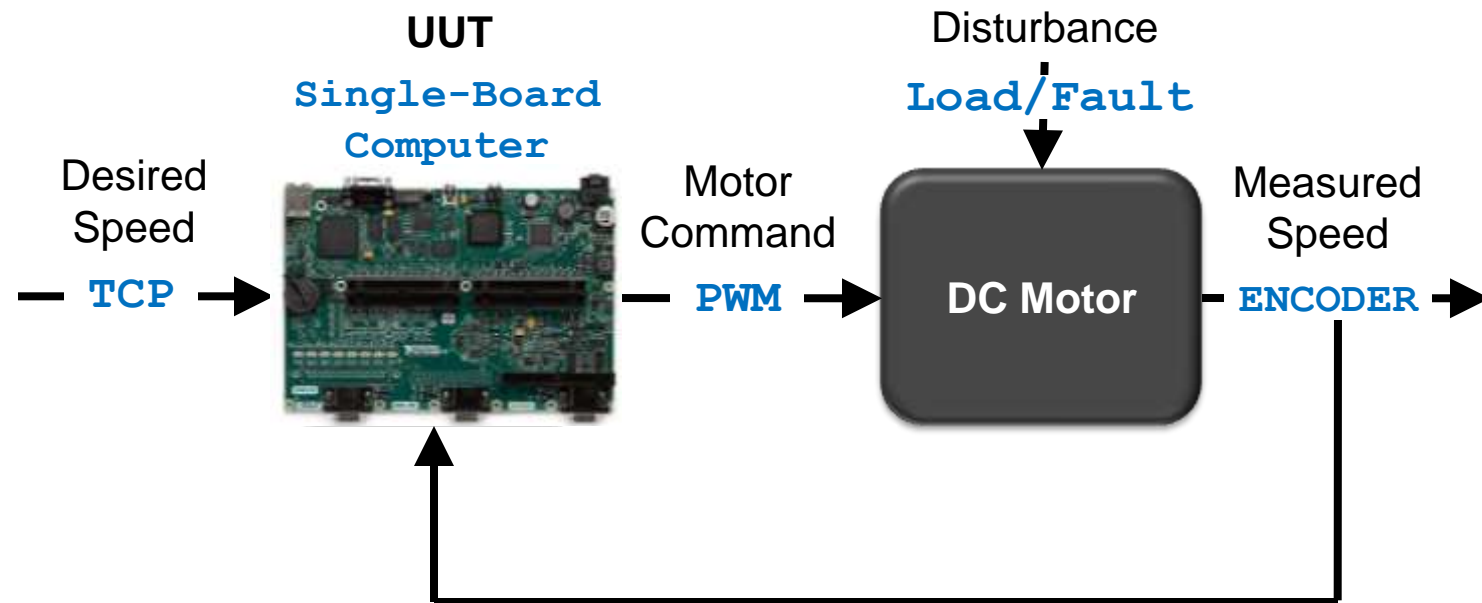 UUT
Single-Board
Computer
Disturbance
Load/Fault
Desired
Speed
TCP
Motor
Command
PWM
DC Motor
Measured
Speed
ENCODER